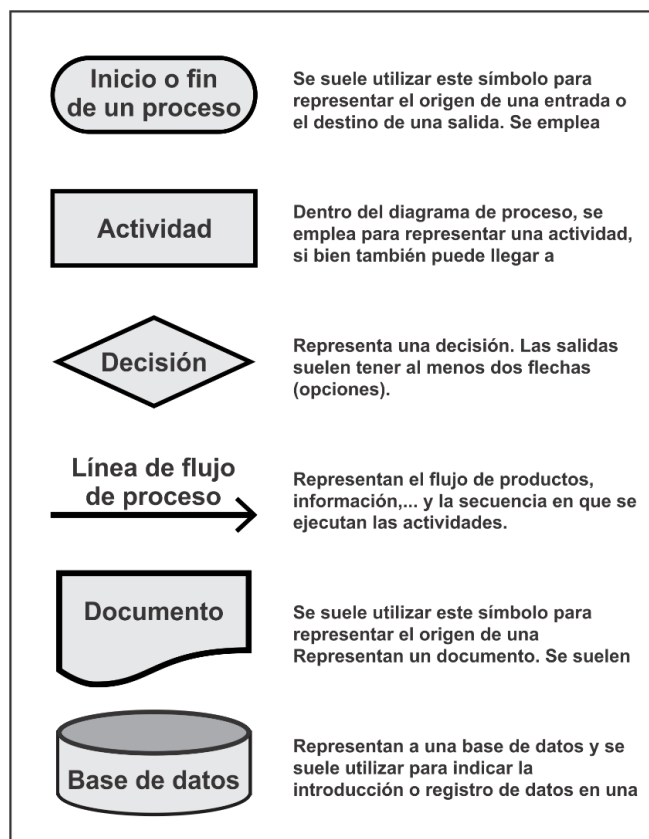 Inicio o fin
de un proceso
Se suele utilizar este símbolo para
representar el origen de una entrada o
el destino de una salida. Se emplea
Actividad
Dentro del diagrama de proceso, se
emplea para representar una actividad,
si bien también puede llegar a
Decisión
Representa una decisión. Las salidas
suelen tener al menos dos flechas
(opciones).
Línea de flujo
de proceso
Representan el flujo de productos,
información,... y la secuencia en que se
ejecutan las actividades.
Documento
Se suele utilizar este símbolo para
representar el origen de una
Representan un documento. Se suelen
Base de datos
Representan a una base de datos y se
suele utilizar para indicar la
introducción o registro de datos en una